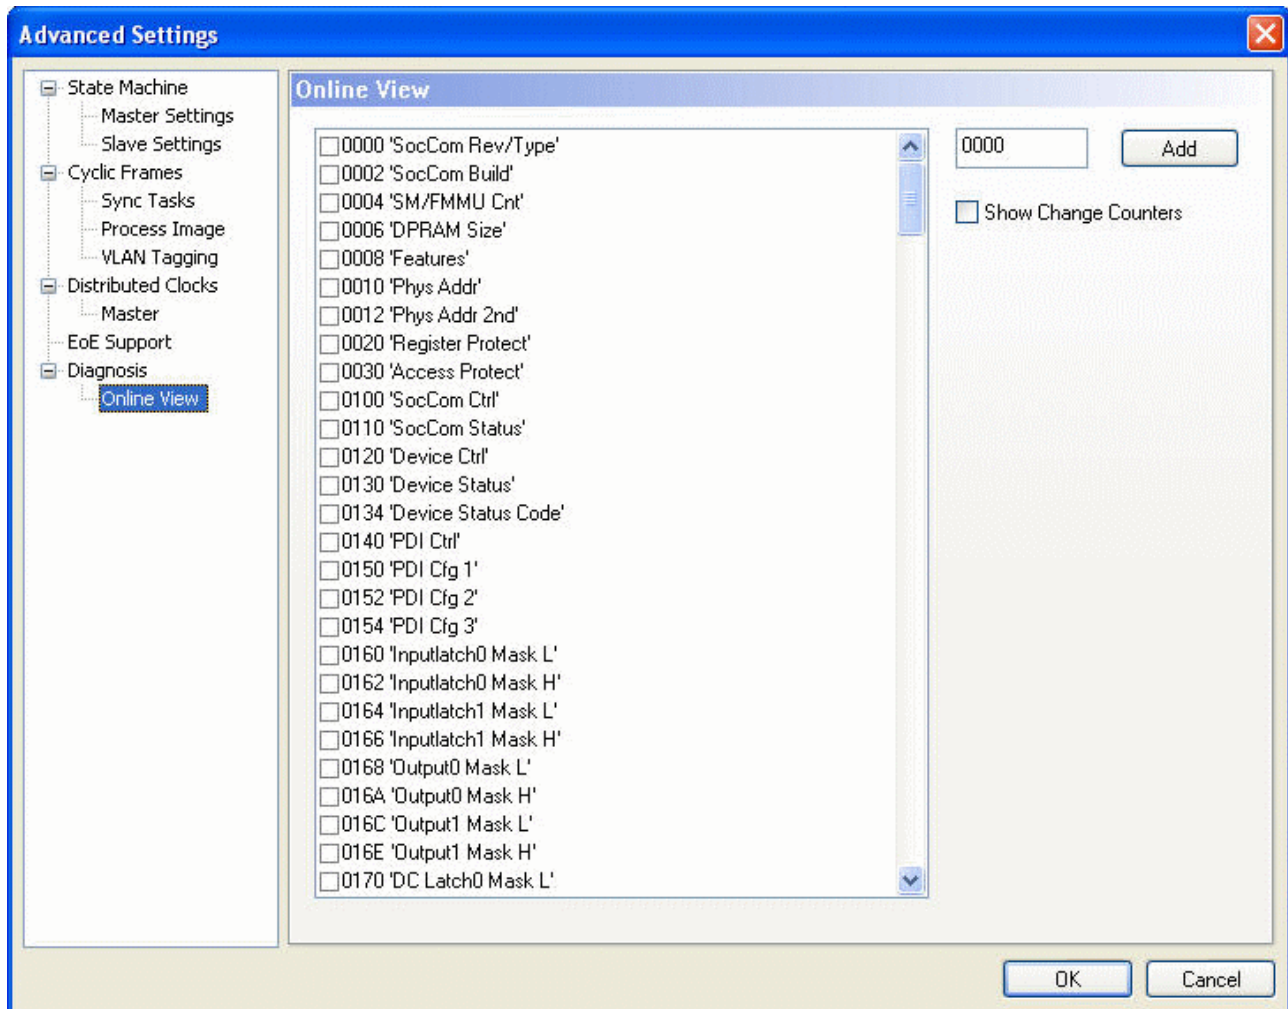 Advanced Settings
State Machine
Master Settings
Slave Settings
Cyclic Frames
Sync Tasks
Process Image
VLAN Tagging
Distributed Clocks
Master
EoE Support
Diagnosis
Online View
Online View
0000 'SocCom Rev/Type'
0002 'SocCom Build'
0004 'SM/FMMU Cnt'
0006 'DPRAM Size'
0008 'Features'
0010 'Phys Addr'
0012 'Phys Addr 2nd'
0020 'Register Protect'
0030 'Access Protect'
0100 'SocCom Ctrl'
0110 'SocCom Status'
0120 'Device Ctrl'
0130 'Device Status'
0134 'Device Status Code'
0140 'PDI Ctrl'
0150 'PDI Cfg 1'
0152 'PDI Cfg 2'
0154 'PDI Cfg 3'
0160 'Inputlatch0 Mask L'
0162 'Inputlatch0 Mask H'
0164 'Inputlatch1 Mask L'
0166 'Inputlatch1 Mask H'
0168 'Output0 Mask L'
016A 'Output0 Mask H'
016C 'Output1 Mask L'
016E 'Output1 Mask H'
0170 'DC Latch0 Mask L'
0000
Add
Show Change Counters
OK
Cancel